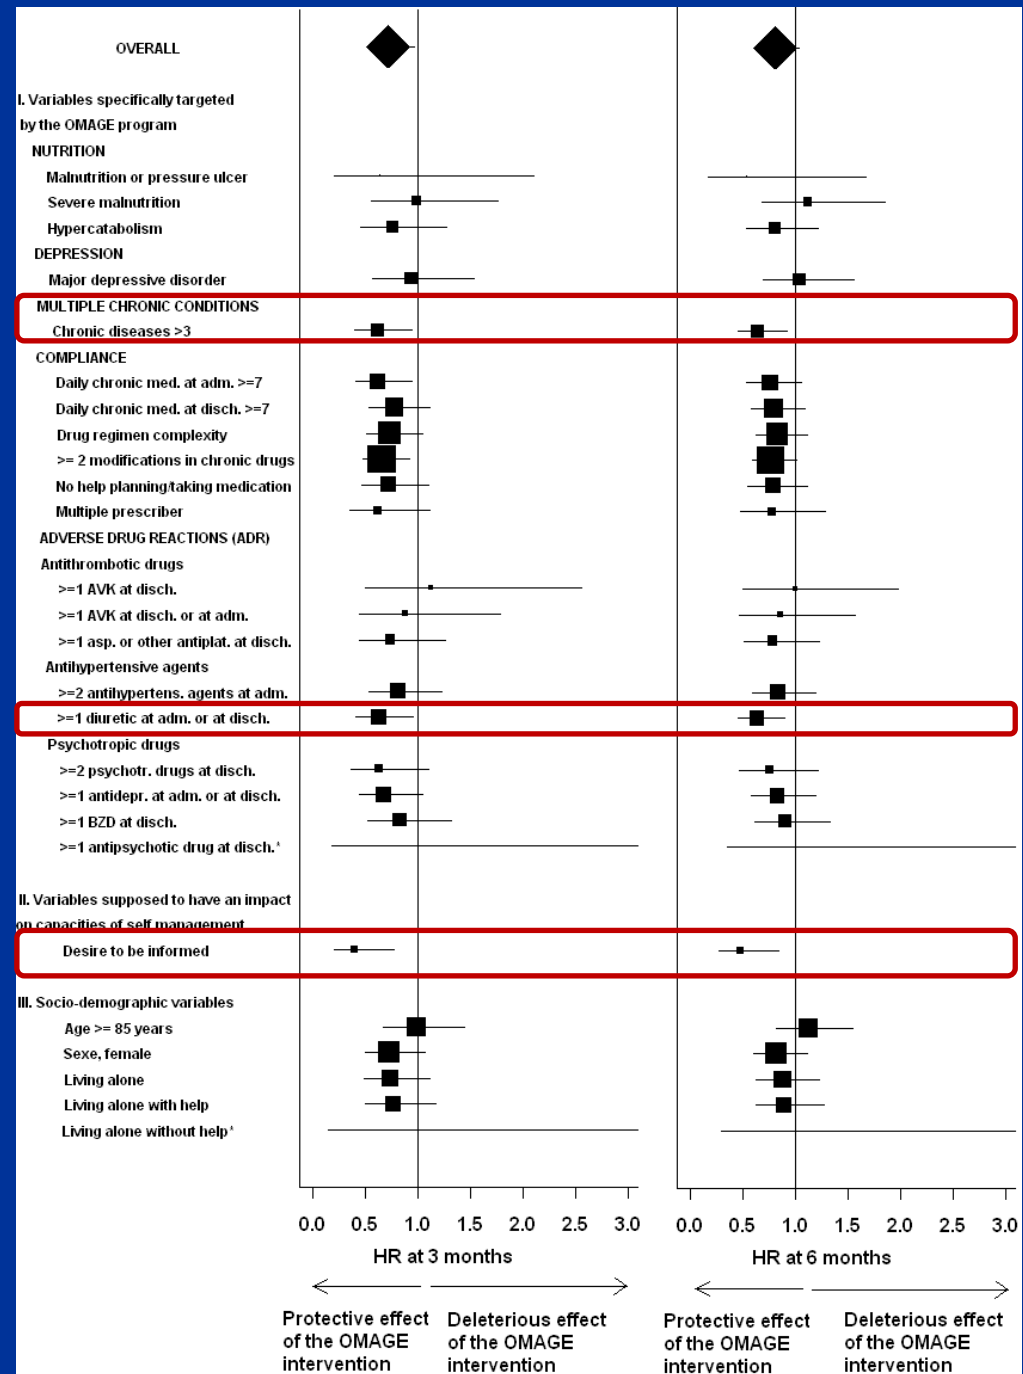 OVERALL
I. Variables specifically targeted
by the OMAGE program
NUTRITION
Malnutrition or pressure ulcer
Severe malnutrition
Hypercatabolism
DEPRESSION
Major depressive disorder
MULTIPLE CHRONIC CONDITIONS
Chronic diseases >3
COMPLIANCE
Daily chronic med. at adm. >=7
Daily chronic med. at disch. >=7
Drug regimen complexity
>= 2 modifications in chronic drugs
No help planning/taking medication
Multiple prescriber
ADVERSE DRUG REACTIONS (ADR)
Antithrombotic drugs
>=1 AVK at disch.
>=1 AVK at disch. or at adm.
>=1 asp. or other antiplat. at disch.
Antihypertensive agents
>=2 antihypertens. agents at adm.
>=1 diuretic at adm. or at disch.
Psychotropic drugs
>=2 psychotr. drugs at disch.
>=1 antidepr. at adm. or at disch.
>=1 BZD at disch.
>=1 antipsychotic drug at disch.*
II. Variables supposed to have an impact
on capacities of self management
Desire to be informed
III. Socio-demographic variables
Age >= 85 years
Sexe, female
Living alone
Living alone with help
Living alone without help*
0.0 0.5 1.0 1.5 2.0 2.5 3.0
HR at 3 months
Protective effect
of the OMAGE
intervention
Deleterious effect
of the OMAGE
intervention
0.0 0.5 1.0 1.5 2.0 2.5 3.0
HR at 6 months
Protective effect
of the OMAGE
intervention
Deleterious effect
of the OMAGE
intervention